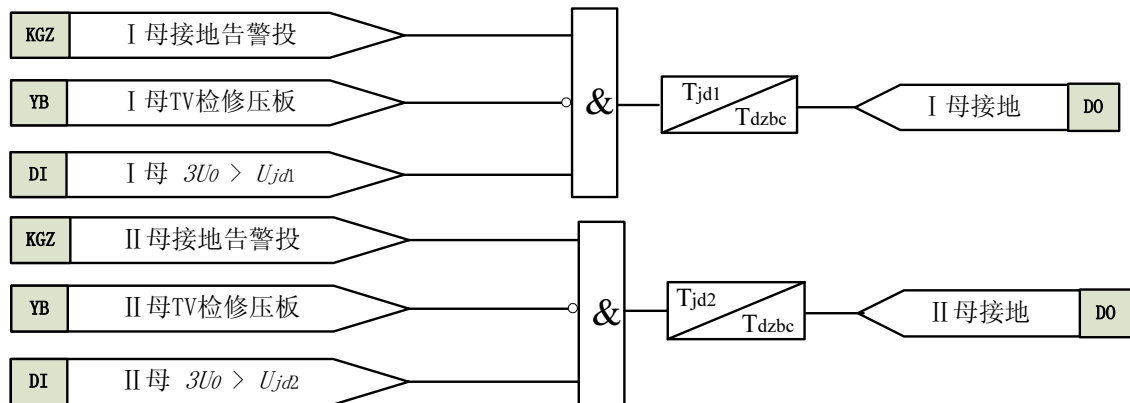 KGZ Ⅰ母接地告警投
YB Ⅰ母TV检修压板
& Tjd1 Tdzbc Ⅰ母接地 DO
DI Ⅰ母 3U0 > Ujd1
KGZ Ⅱ母接地告警投
YB Ⅱ母TV检修压板
& Tjd2 Tdzbc Ⅱ母接地 DO
DI Ⅱ母 3U0 > Ujd2